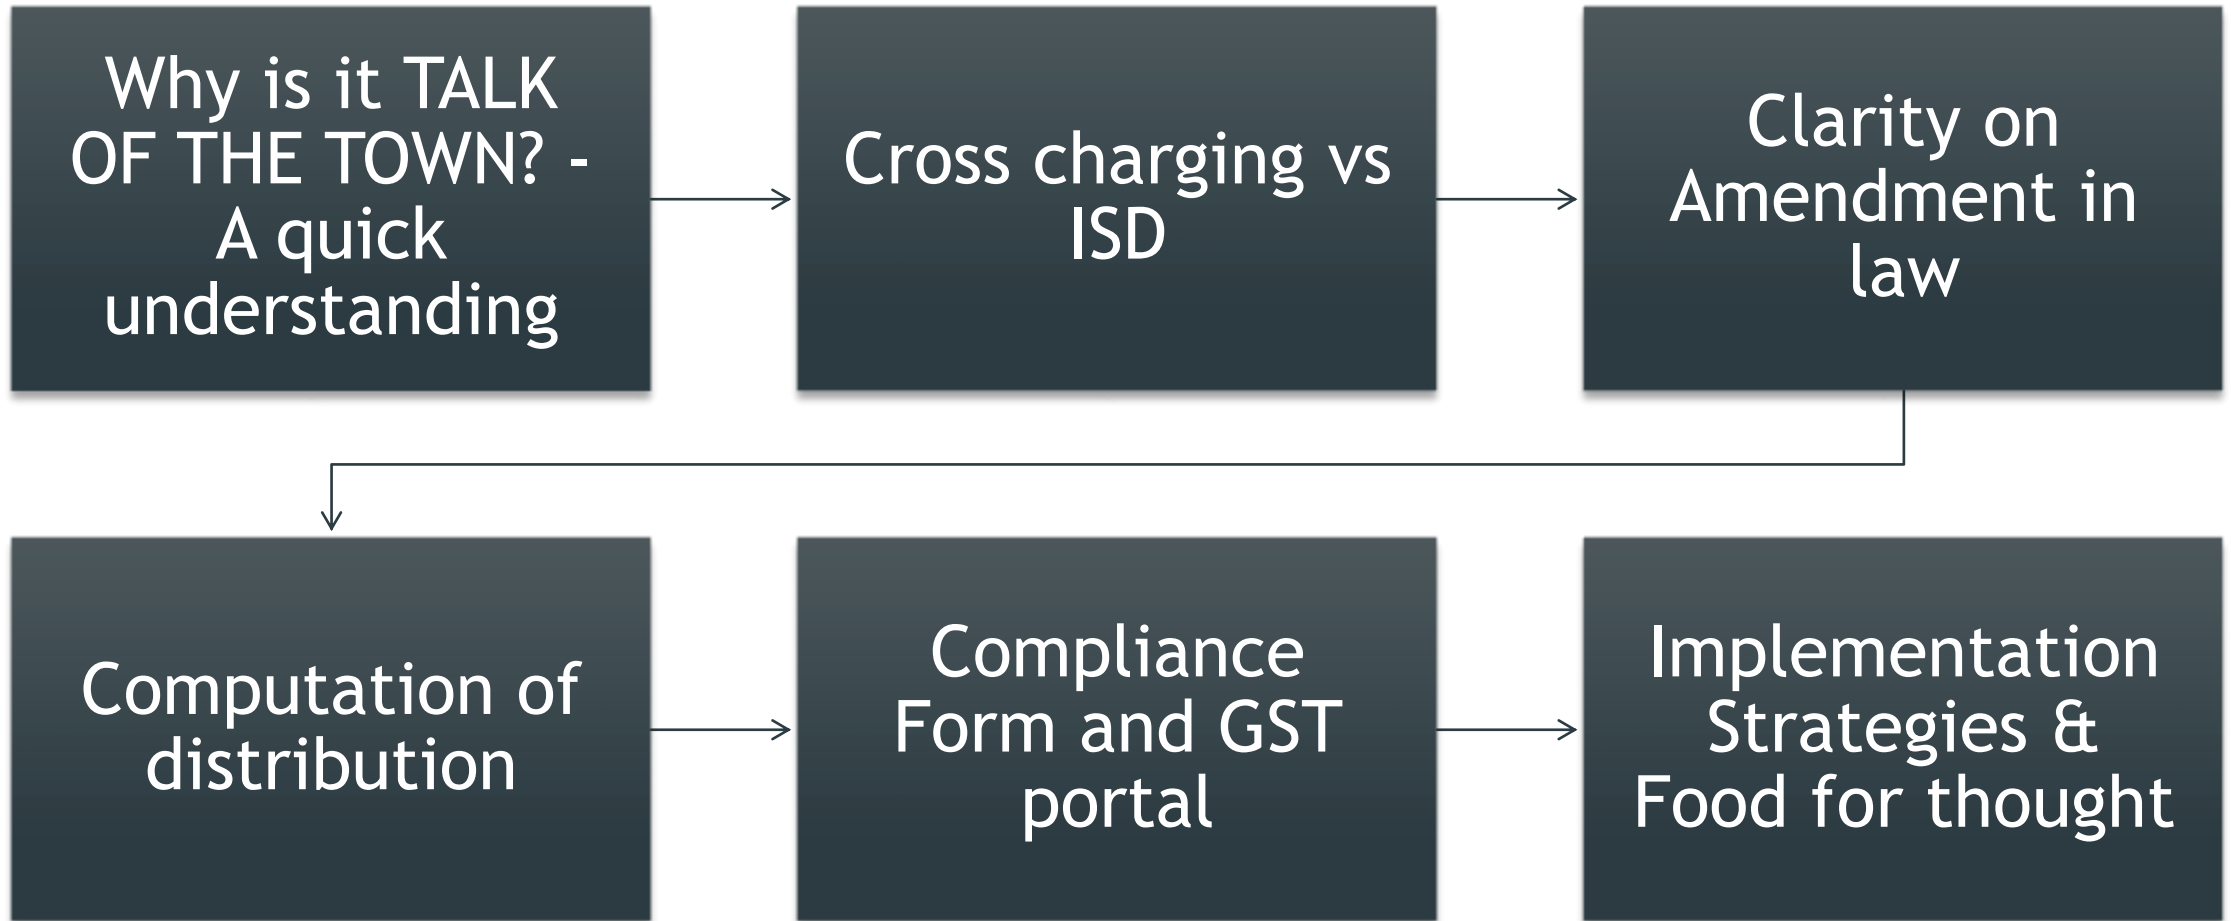 Why is it TALK
OF THE TOWN? -
A quick
understanding
Cross charging vs
ISD
Clarity on
Amendment in
law
Computation of
distribution
Compliance
Form and GST
portal
Implementation
Strategies &
Food for thought